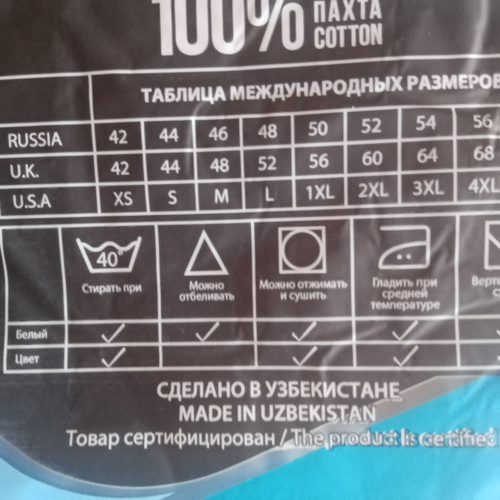 100% ПАХТА
COTTON
ТАБЛИЦА МЕЖДУНАРОДНЫХ РАЗМЕРОВ
RUSSIA 42 44 46 48 50 52 54 56
U.K. 42 44 48 52 56 60 64 68
U.S.A XS S M L 1XL 2XL 3XL 4XL
40°
Стирать при
Можно
отбеливать
Можно отжимать
и сушить
Гладить при
средней
температуре
Белый
Цвет
СДЕЛАНО В УЗБЕКИСТАНЕ
MADE IN UZBEKISTAN
Товар сертифицирован / The product is certified